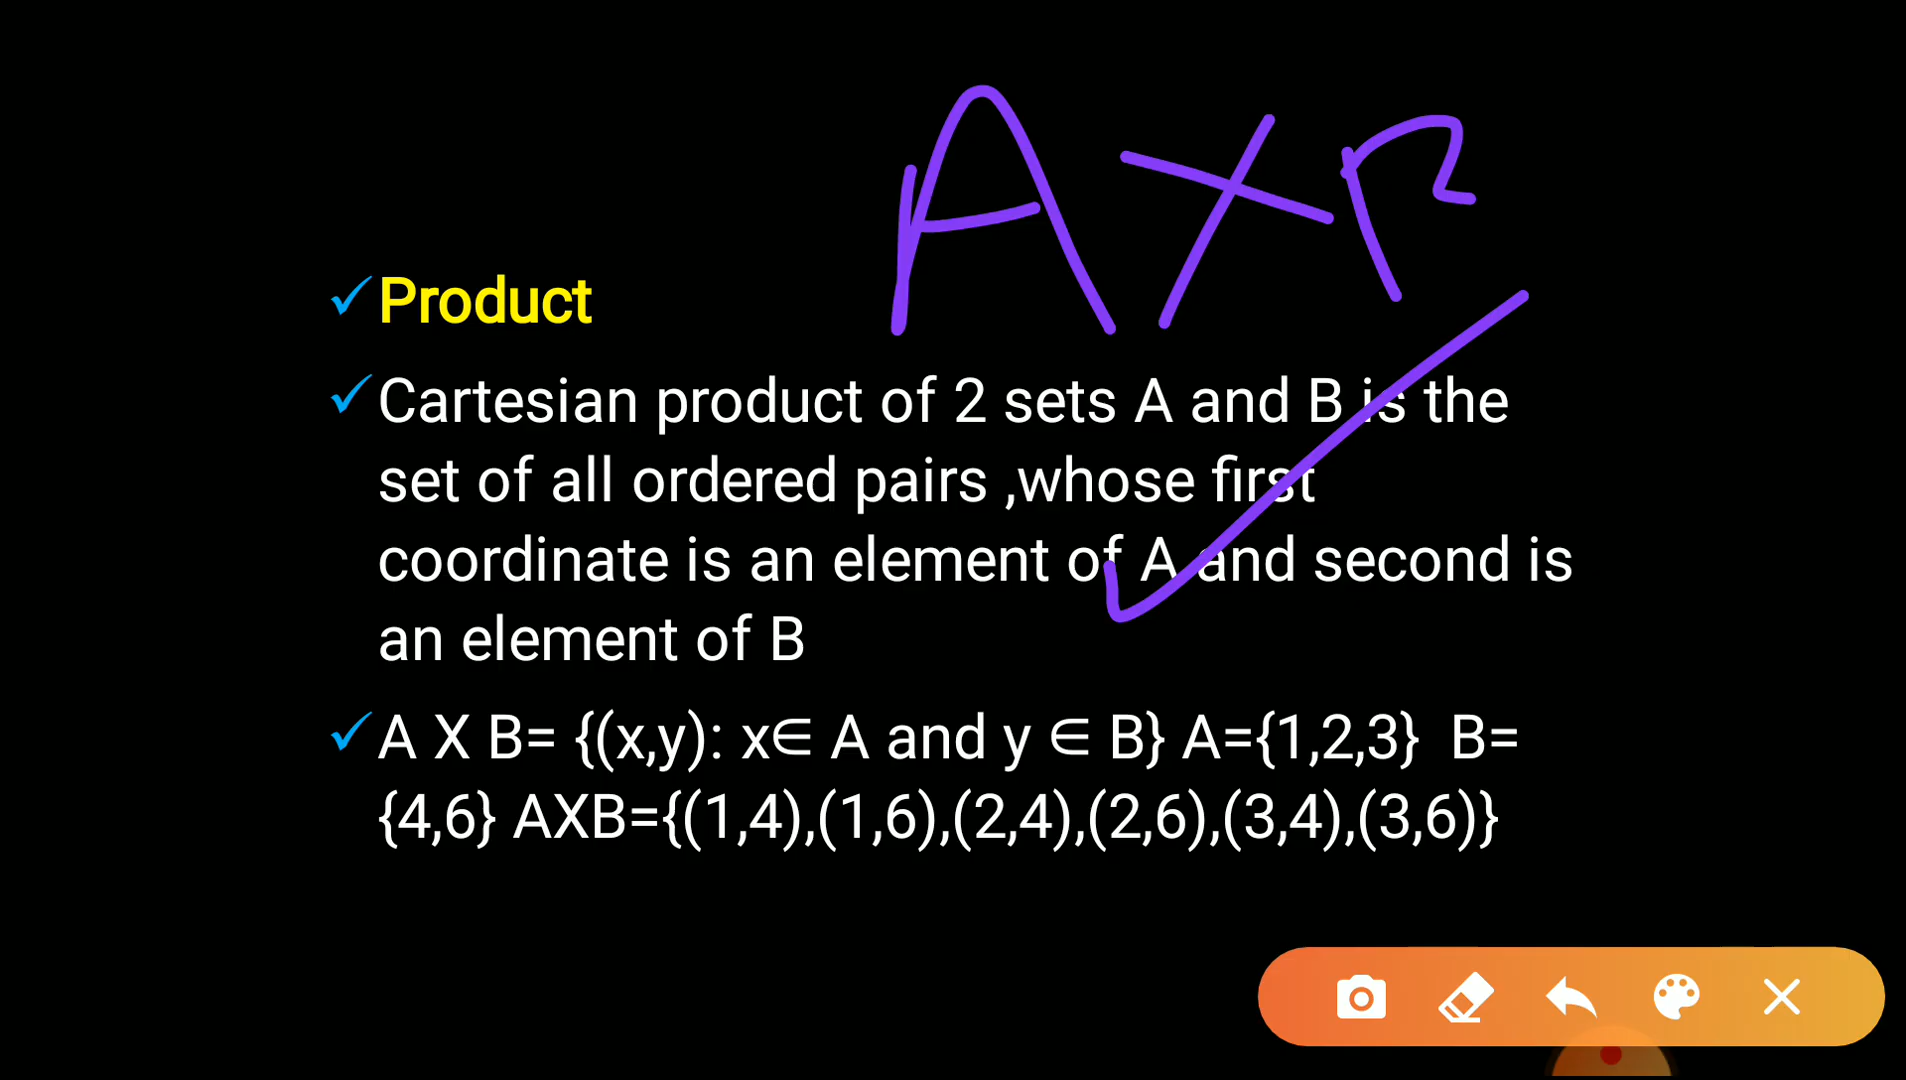 A X
Product
Cartesian product of 2 sets A and B is the
set of all ordered pairs ,whose first
coordinate is an element of A and second is
an element of B
A X B= {(x,y): x∈ A and y ∈ B} A={1,2,3} B=
{4,6} AXB={(1,4),(1,6),(2,4),(2,6),(3,4),(3,6)}